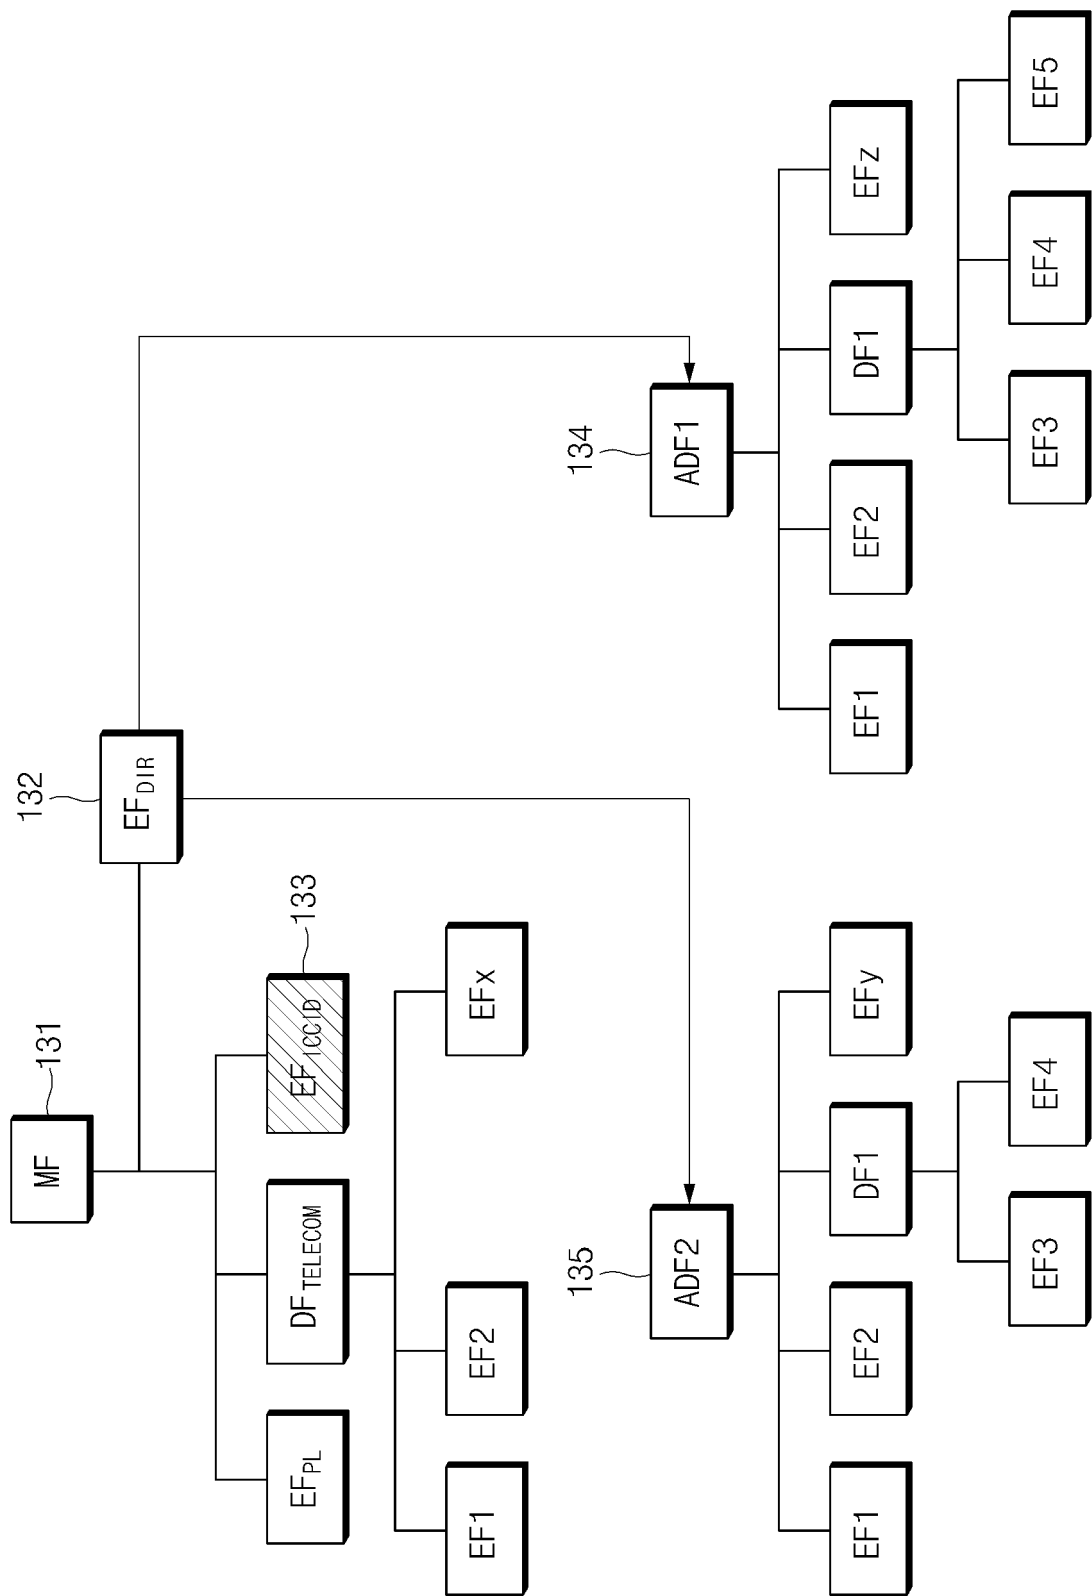 MF
131
EFDIR
132
EFPL
DFTELECOM
EFICCID
133
EF1
EF2
EFx
ADF2
135
ADF1
134
EF1
EF2
DF1
EFy
EF1
EF2
DF1
EFz
EF3
EF4
EF3
EF4
EF5